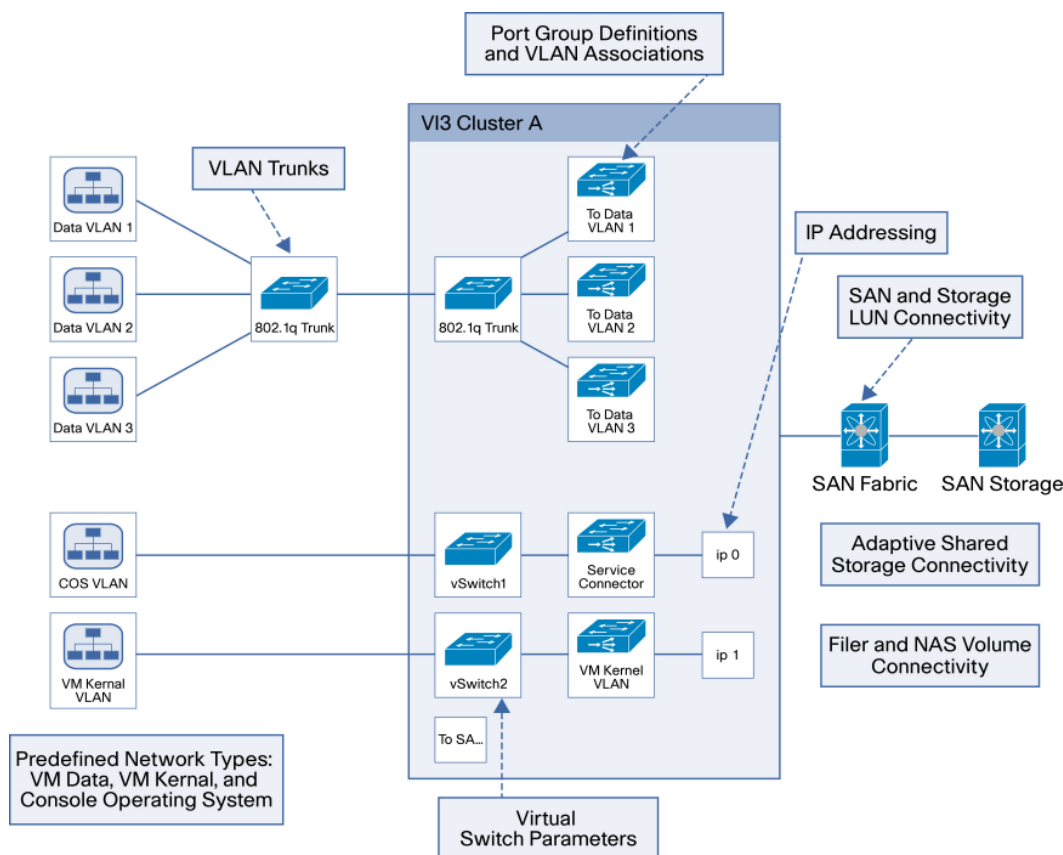 Port Group Definitions
and VLAN Associations
VI3 Cluster A
VLAN Trunks
Data VLAN 1
To Data
VLAN 1
IP Addressing
Data VLAN 2
802.1q Trunk
802.1q Trunk
To Data
VLAN 2
SAN and Storage
LUN Connectivity
Data VLAN 3
To Data
VLAN 3
SAN Fabric
SAN Storage
COS VLAN
vSwitch1
Service
Connector
ip 0
Adaptive Shared
Storage Connectivity
VM Kernal
VLAN
vSwitch2
VM Kernel
VLAN
ip 1
Filer and NAS Volume
Connectivity
To SA...
Predefined Network Types:
VM Data, VM Kernal, and
Console Operating System
Virtual
Switch Parameters